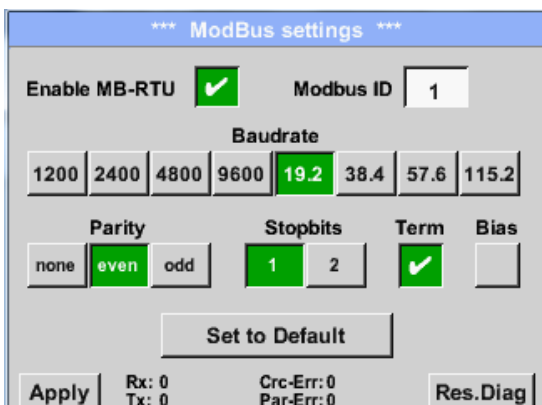 *** ModBus settings ***
Enable MB-RTU ✔ Modbus ID 1
Baudrate
1200 2400 4800 9600 19.2 38.4 57.6 115.2
Parity Stopbits Term Bias
none even odd 1 2 ✔
Set to Default
Apply Rx: 0 Crc-Err: 0 Res.Diag
Tx: 0 Par-Err: 0